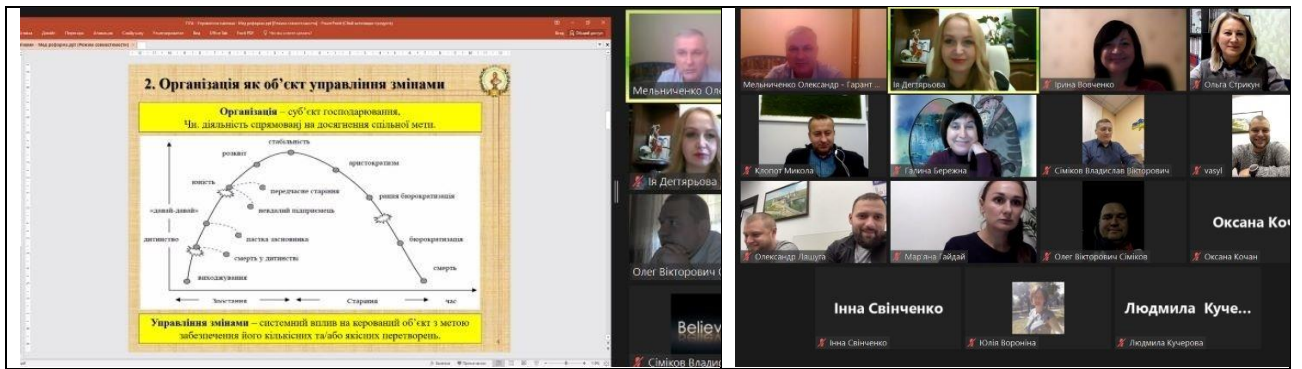 2. Організація як об'єкт управління змінами
Організація – суб'єкт господарювання,
Чи. діяльність спрямованj на досягнення спільної мети.
стабільність
розквіт
аристократизм
юність
передчасне старіння
рання бюрократизація
«давай-давай»
невдалий підприємець
дитинство
пастка засновника
бюрократизація
смерть у дитинстві
виходжування
смерть
Зростання
Старіння
час
Управління змінами – системний вплив на керований об'єкт з метою
забезпечення його кількісних та/або якісних перетворень.
Мельниченко Оле
Ія Дегтярьова
Олег Вікторович С
Believ
Сіміков Владис
Мельниченко Олександр - Гарант ...
Ія Дегтярьова
Ірина Вовченко
Ольга Стрикун
Клопот Микола
Галина Бережна
Сіміков Владислав Вікторович
vasyl
Олександр Лащуга
Мар'яна Гайдай
Олег Вікторович Сіміков
Оксана Ко
Оксана Кочан
Інна Свінченко
Людмила Куче...
Інна Свінченко
Юлія Вороніна
Людмила Кучерова